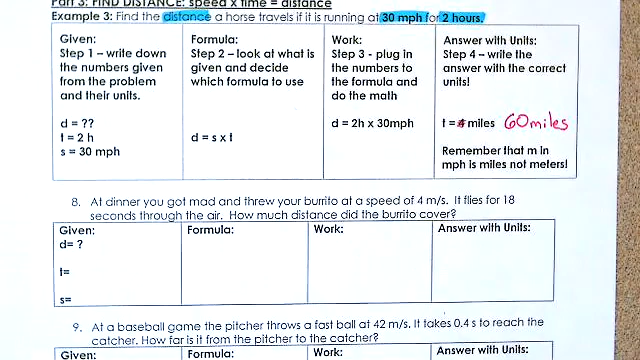 Part 3: FIND DISTANCE: speed x time = distance
Example 3: Find the distance a horse travels if it is running at 30 mph for 2 hours.
Given:
Step 1 – write down
the numbers given
from the problem
and their units.
d = ??
t = 2 h
s = 30 mph
Formula:
Step 2 – look at what is
given and decide
which formula to use
d = s x t
Work:
Step 3 - plug in
the numbers to
the formula and
do the math
d = 2h x 30mph
Answer with Units:
Step 4 – write the
answer with the correct
units!
t = 4 miles 60miles
Remember that m in
mph is miles not meters!
8. At dinner you got mad and threw your burrito at a speed of 4 m/s. It flies for 18
seconds through the air. How much distance did the burrito cover?
Given:
d= ?
t=
s=
Formula:
Work:
Answer with Units:
9. At a baseball game the pitcher throws a fast ball at 42 m/s. It takes 0.4 s to reach the
catcher. How far is it from the pitcher to the catcher?
Given:
Formula:
Work:
Answer with Units: